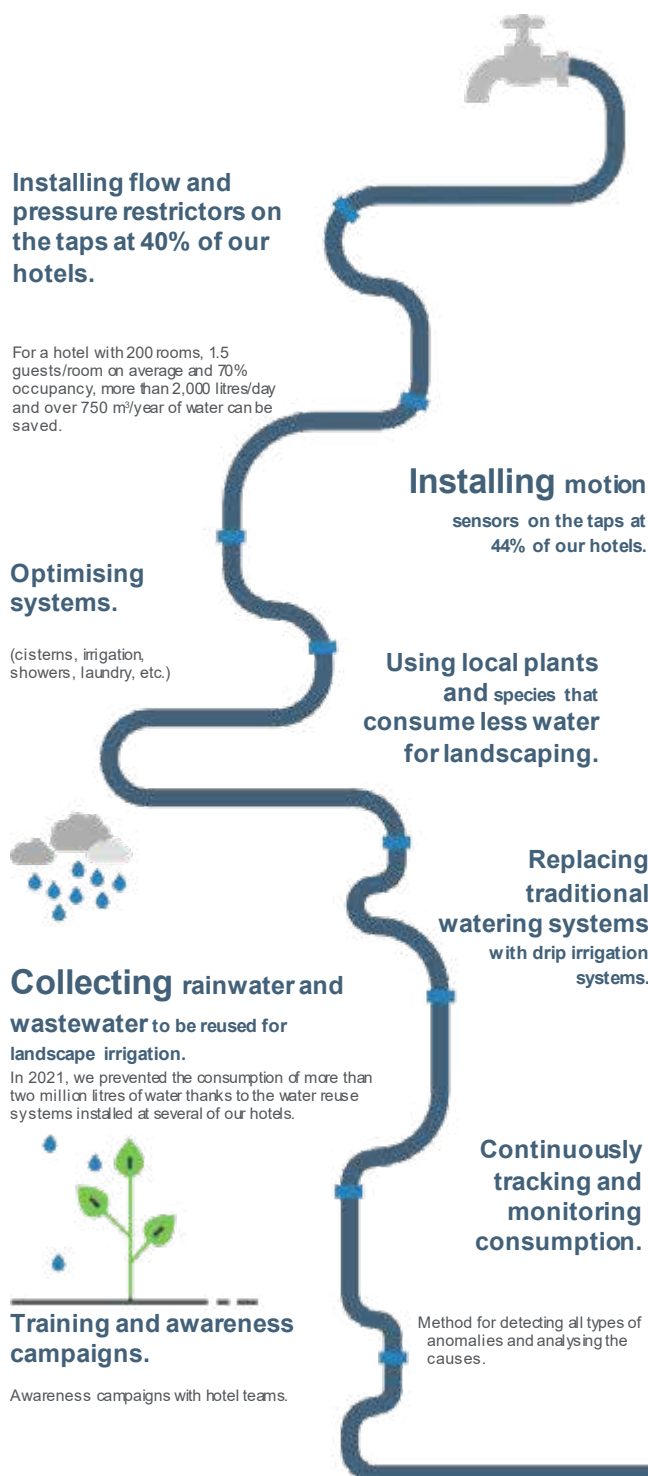 Installing flow and
pressure restrictors on
the taps at 40% of our
hotels.
For a hotel with 200 rooms, 1.5
guests/room on average and 70%
occupancy, more than 2,000 litres/day
and over 750 m³/year of water can be
saved.
Installing motion
sensors on the taps at
44% of our hotels.
Optimising
systems.
(cisterns, irrigation,
showers, laundry, etc.)
Using local plants
and species that
consume less water
for landscaping.
Replacing
traditional
watering systems
with drip irrigation
systems.
Collecting rainwater and
wastewater to be reused for
landscape irrigation.
In 2021, we prevented the consumption of more than
two million litres of water thanks to the water reuse
systems installed at several of our hotels.
Continuously
tracking and
monitoring
consumption.
Method for detecting all types of
anomalies and analysing the
causes.
Training and awareness
campaigns.
Awareness campaigns with hotel teams.